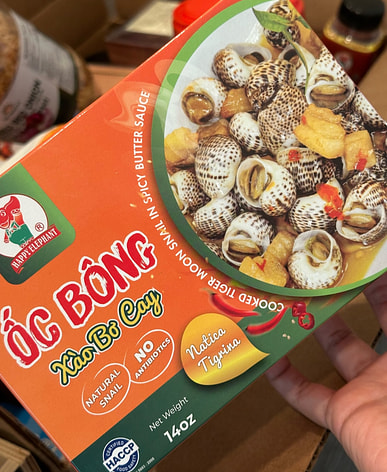 COOKED TIGER MOON SNAIL IN SPICY BUTTER SAUCE
HAPPY ELEPHANT
®
ỐC BÔNG
Xào Bơ Cay
NATURAL
SNAIL
NO
ANTIBIOTICS
Natica
Tigrina
Net Weight
14OZ
CERTIFIED
HACCP